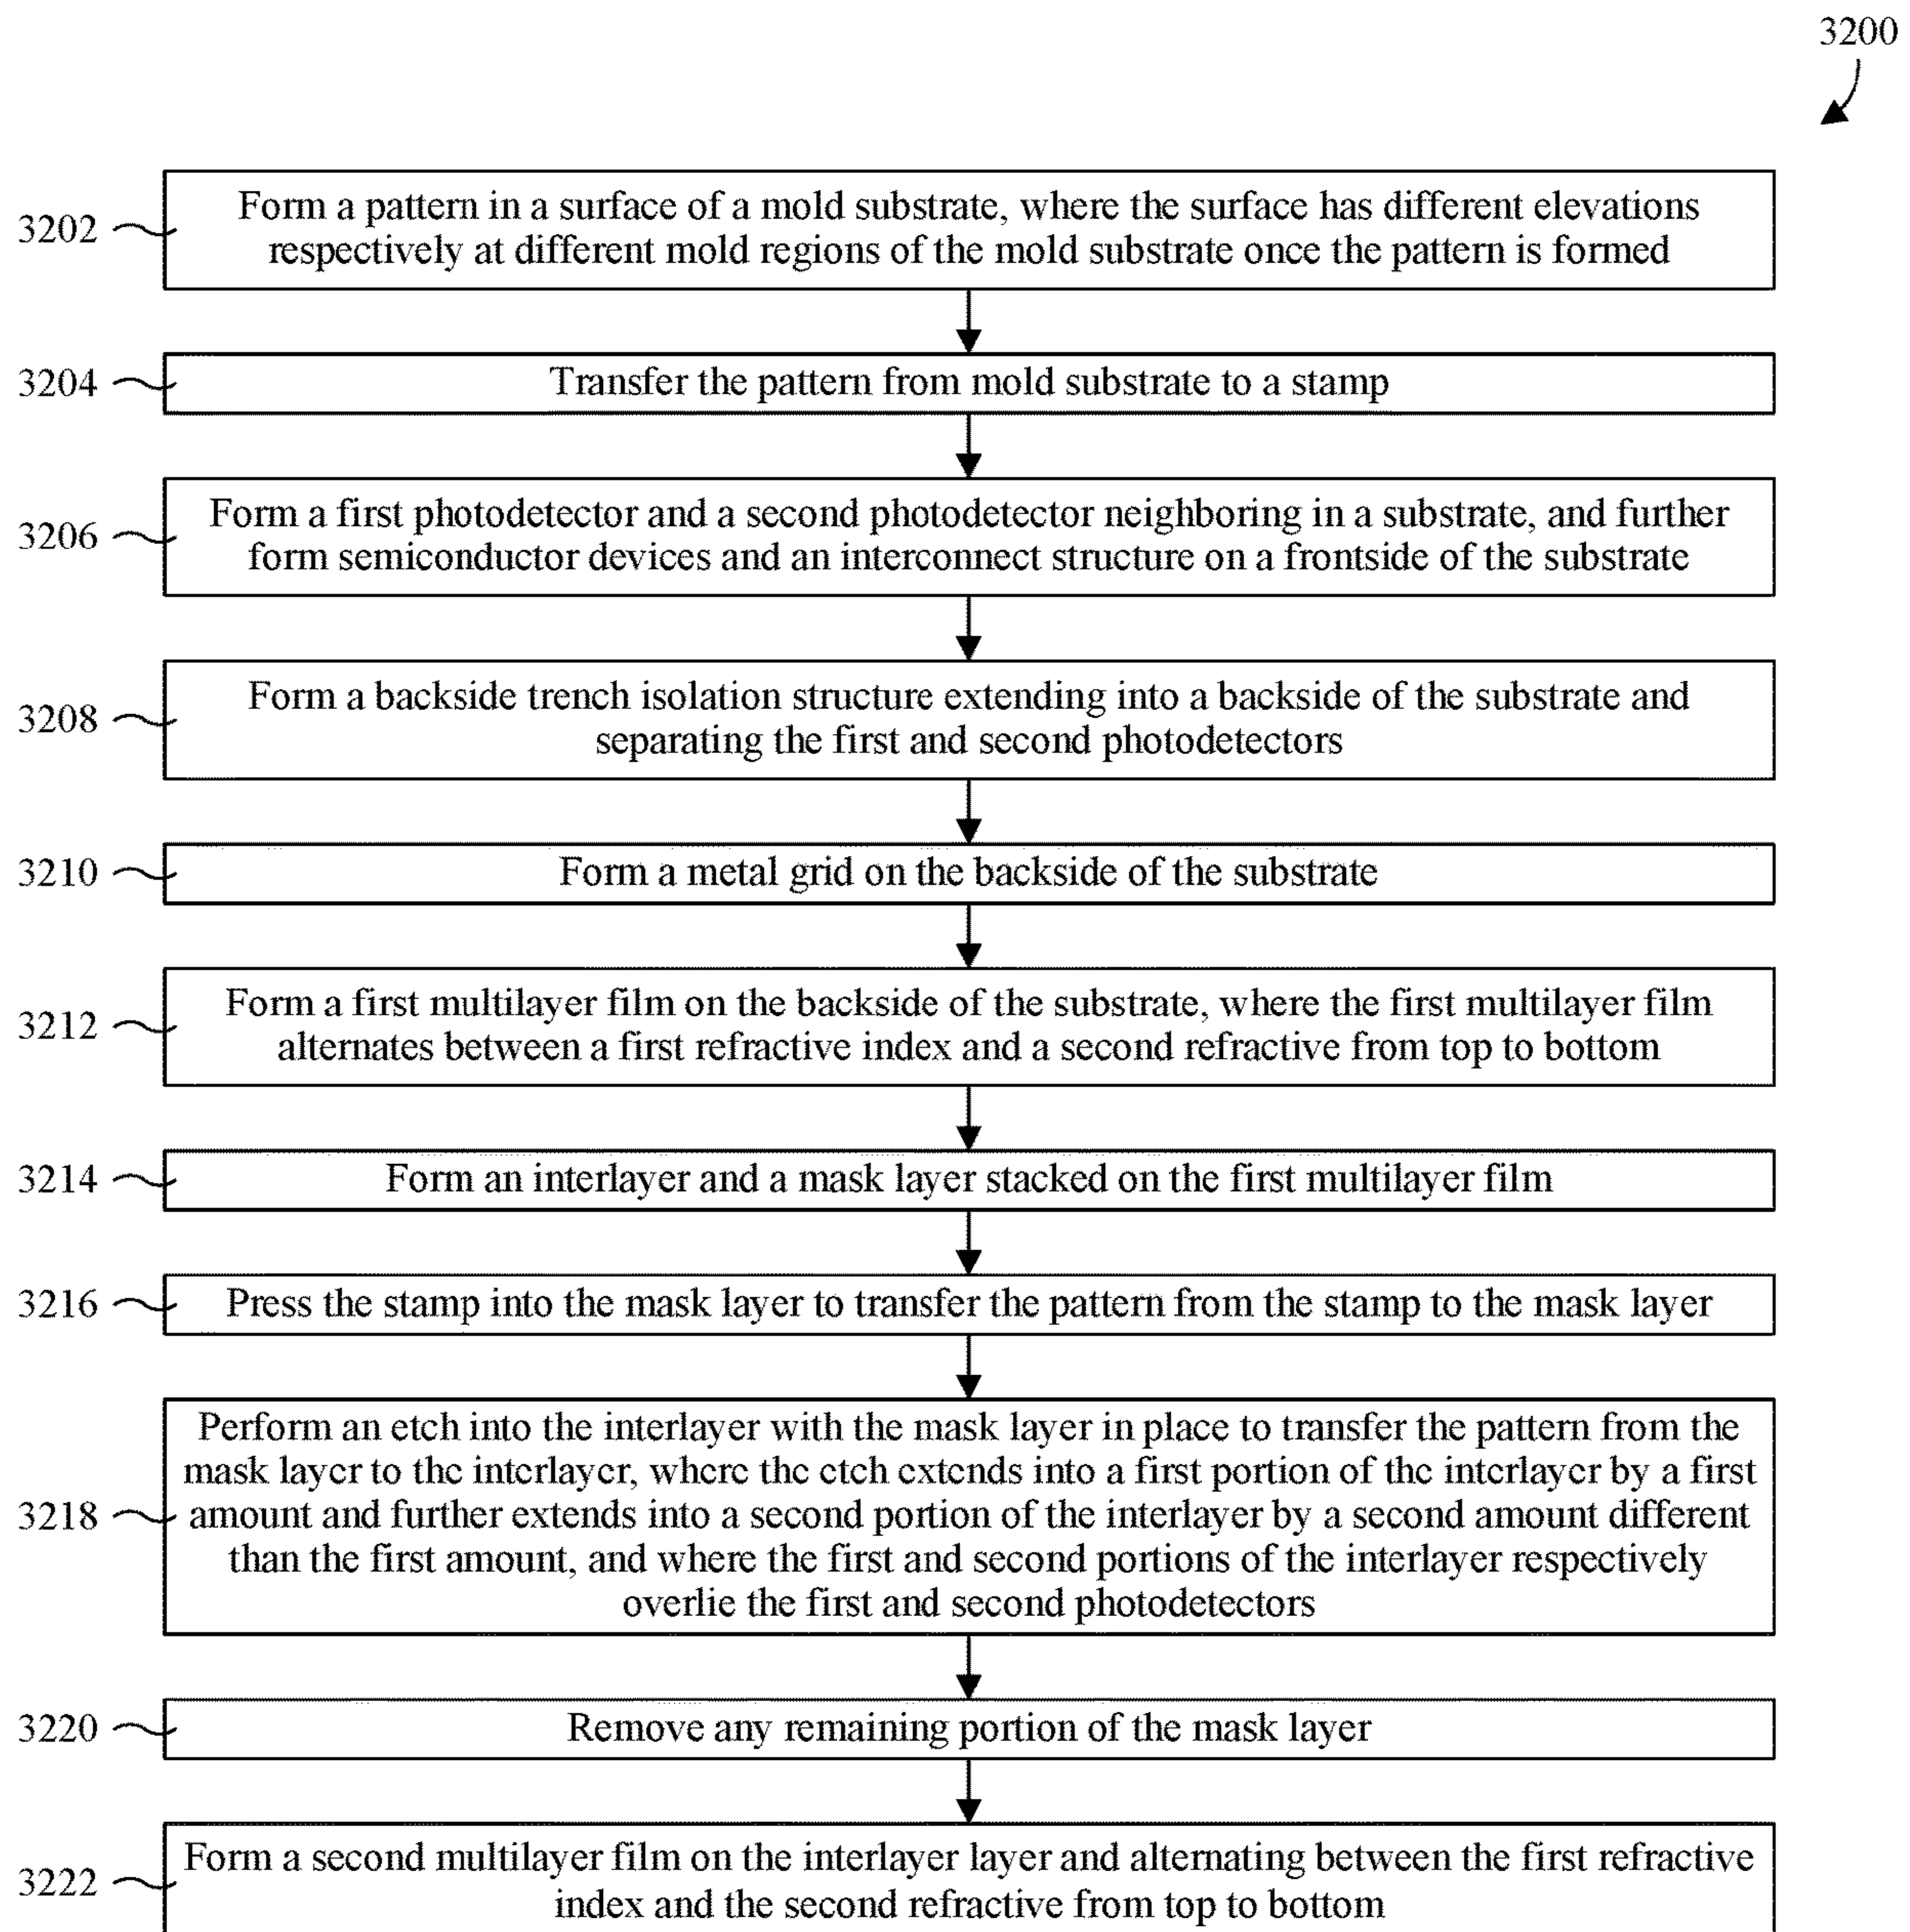 3200
3202
Form a pattern in a surface of a mold substrate, where the surface has different elevations
respectively at different mold regions of the mold substrate once the pattern is formed
3204
Transfer the pattern from mold substrate to a stamp
3206
Form a first photodetector and a second photodetector neighboring in a substrate, and further
form semiconductor devices and an interconnect structure on a frontside of the substrate
3208
Form a backside trench isolation structure extending into a backside of the substrate and
separating the first and second photodetectors
3210
Form a metal grid on the backside of the substrate
3212
Form a first multilayer film on the backside of the substrate, where the first multilayer film
alternates between a first refractive index and a second refractive from top to bottom
3214
Form an interlayer and a mask layer stacked on the first multilayer film
3216
Press the stamp into the mask layer to transfer the pattern from the stamp to the mask layer
3218
Perform an etch into the interlayer with the mask layer in place to transfer the pattern from the
mask layer to the interlayer, where the etch extends into a first portion of the interlayer by a first
amount and further extends into a second portion of the interlayer by a second amount different
than the first amount, and where the first and second portions of the interlayer respectively
overlie the first and second photodetectors
3220
Remove any remaining portion of the mask layer
3222
Form a second multilayer film on the interlayer layer and alternating between the first refractive
index and the second refractive from top to bottom